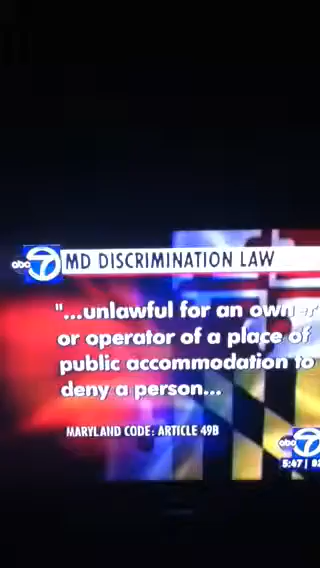 abc 7 MD DISCRIMINATION LAW
"...unlawful for an owner
or operator of a place of
public accommodation to
deny a person...
MARYLAND CODE: ARTICLE 49B
abc 7
5:47